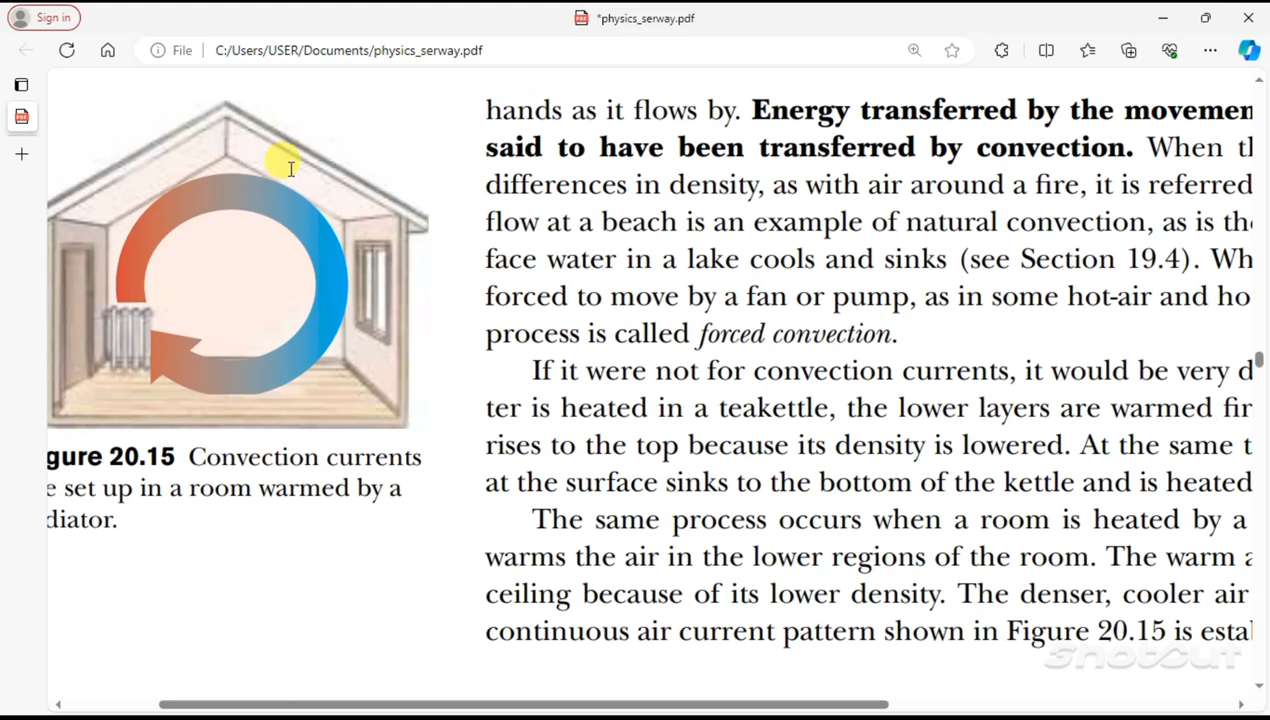 Sign in
*physics_serway.pdf
File
C:/Users/USER/Documents/physics_serway.pdf
hands as it flows by. Energy transferred by the movemen
said to have been transferred by convection. When th
differences in density, as with air around a fire, it is referred
flow at a beach is an example of natural convection, as is the
face water in a lake cools and sinks (see Section 19.4). Wh
forced to move by a fan or pump, as in some hot-air and ho
process is called forced convection.
If it were not for convection currents, it would be very d
ter is heated in a teakettle, the lower layers are warmed fir
rises to the top because its density is lowered. At the same t
at the surface sinks to the bottom of the kettle and is heated
The same process occurs when a room is heated by a
warms the air in the lower regions of the room. The warm a
ceiling because of its lower density. The denser, cooler air
continuous air current pattern shown in Figure 20.15 is estab
gure 20.15 Convection currents
e set up in a room warmed by a
diator.
shotcut